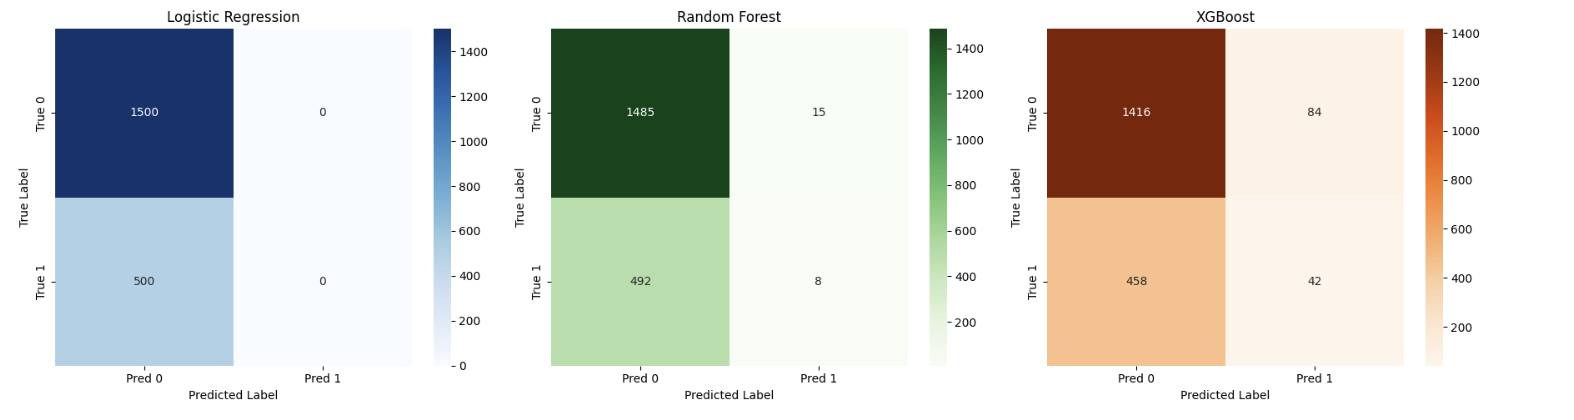 Logistic Regression
True 0
True 1
True Label
1500
0
500
0
Pred 0
Pred 1
Predicted Label
1400
1200
1000
800
600
400
200
0
Random Forest
True 0
True 1
True Label
1485
15
492
8
Pred 0
Pred 1
Predicted Label
1400
1200
1000
800
600
400
200
XGBoost
True 0
True 1
True Label
1416
84
458
42
Pred 0
Pred 1
Predicted Label
1400
1200
1000
800
600
400
200